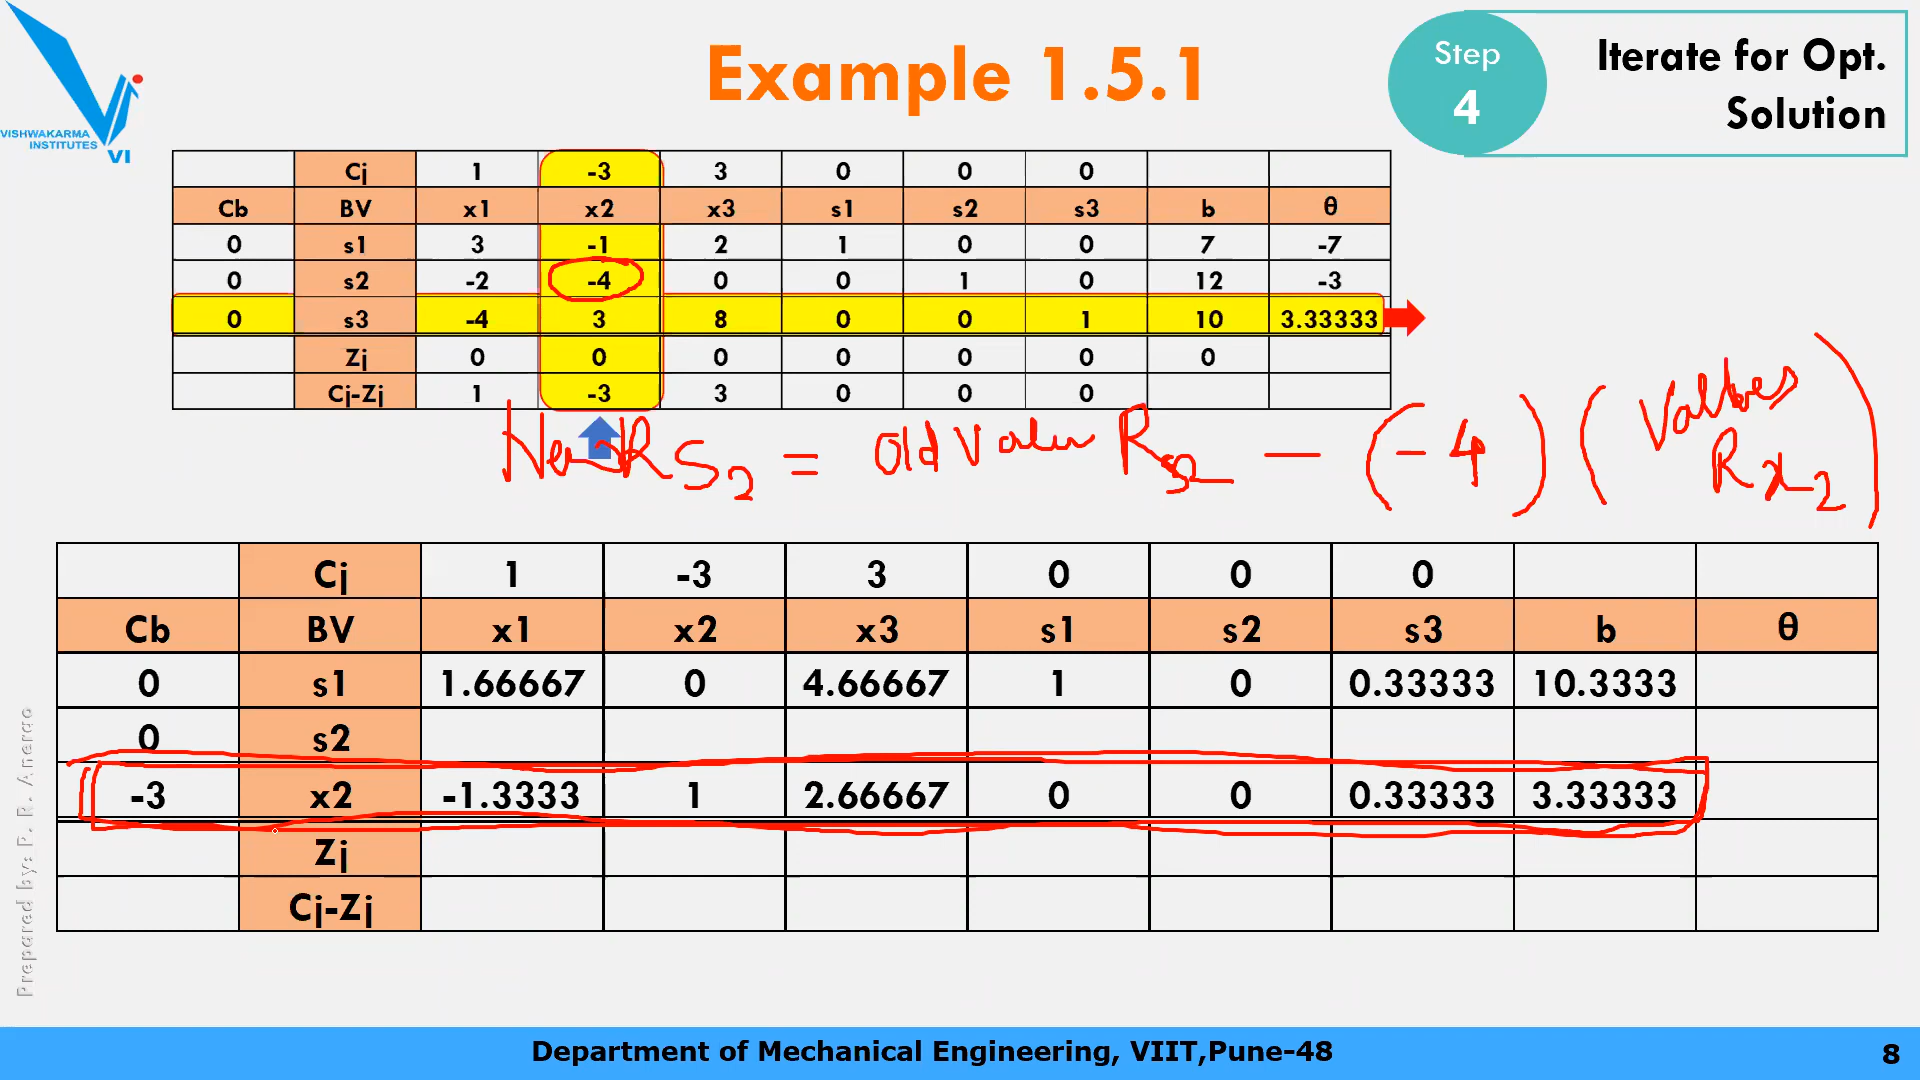 VISHWAKARMA
INSTITUTES
VI
Example 1.5.1
Step
4
Iterate for Opt.
Solution
Cj 1 -3 3 0 0 0
Cb BV x1 x2 x3 s1 s2 s3 b θ
0 s1 3 -1 2 1 0 0 7 -7
0 s2 -2 -4 0 0 1 0 12 -3
0 s3 -4 3 8 0 0 1 10 3.33333
Zj 0 0 0 0 0 0 0
Cj-Zj 1 -3 3 0 0 0
New R S2 = old Value R S2 - (-4) (Values R x2)
Cj 1 -3 3 0 0 0
Cb BV x1 x2 x3 s1 s2 s3 b θ
0 s1 1.66667 0 4.66667 1 0 0.33333 10.3333
0 s2
-3 x2 -1.3333 1 2.66667 0 0 0.33333 3.33333
Zj
Cj-Zj
Prepared by: P. R. Anerao
Department of Mechanical Engineering, VIIT,Pune-48
8